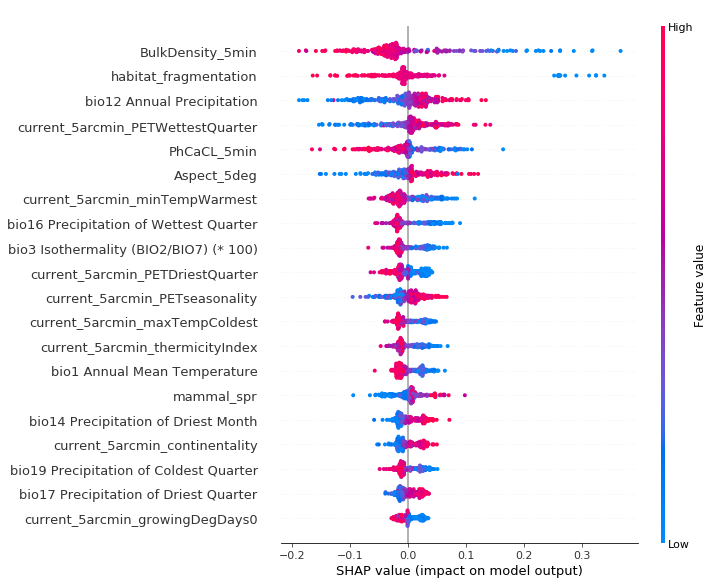 High
BulkDensity_5min
habitat_fragmentation
bio12 Annual Precipitation
current_5arcmin_PETWettestQuarter
PhCaCL_5min
Aspect_5deg
current_5arcmin_minTempWarmest
bio16 Precipitation of Wettest Quarter
bio3 Isothermality (BIO2/BIO7) (* 100)
current_5arcmin_PETDriestQuarter
current_5arcmin_PETseasonality
current_5arcmin_maxTempColdest
current_5arcmin_thermicityIndex
bio1 Annual Mean Temperature
mammal_spr
bio14 Precipitation of Driest Month
current_5arcmin_continentality
bio19 Precipitation of Coldest Quarter
bio17 Precipitation of Driest Quarter
current_5arcmin_growingDegDays0
Feature value
Low
−0.2 −0.1 0.0 0.1 0.2 0.3
SHAP value (impact on model output)